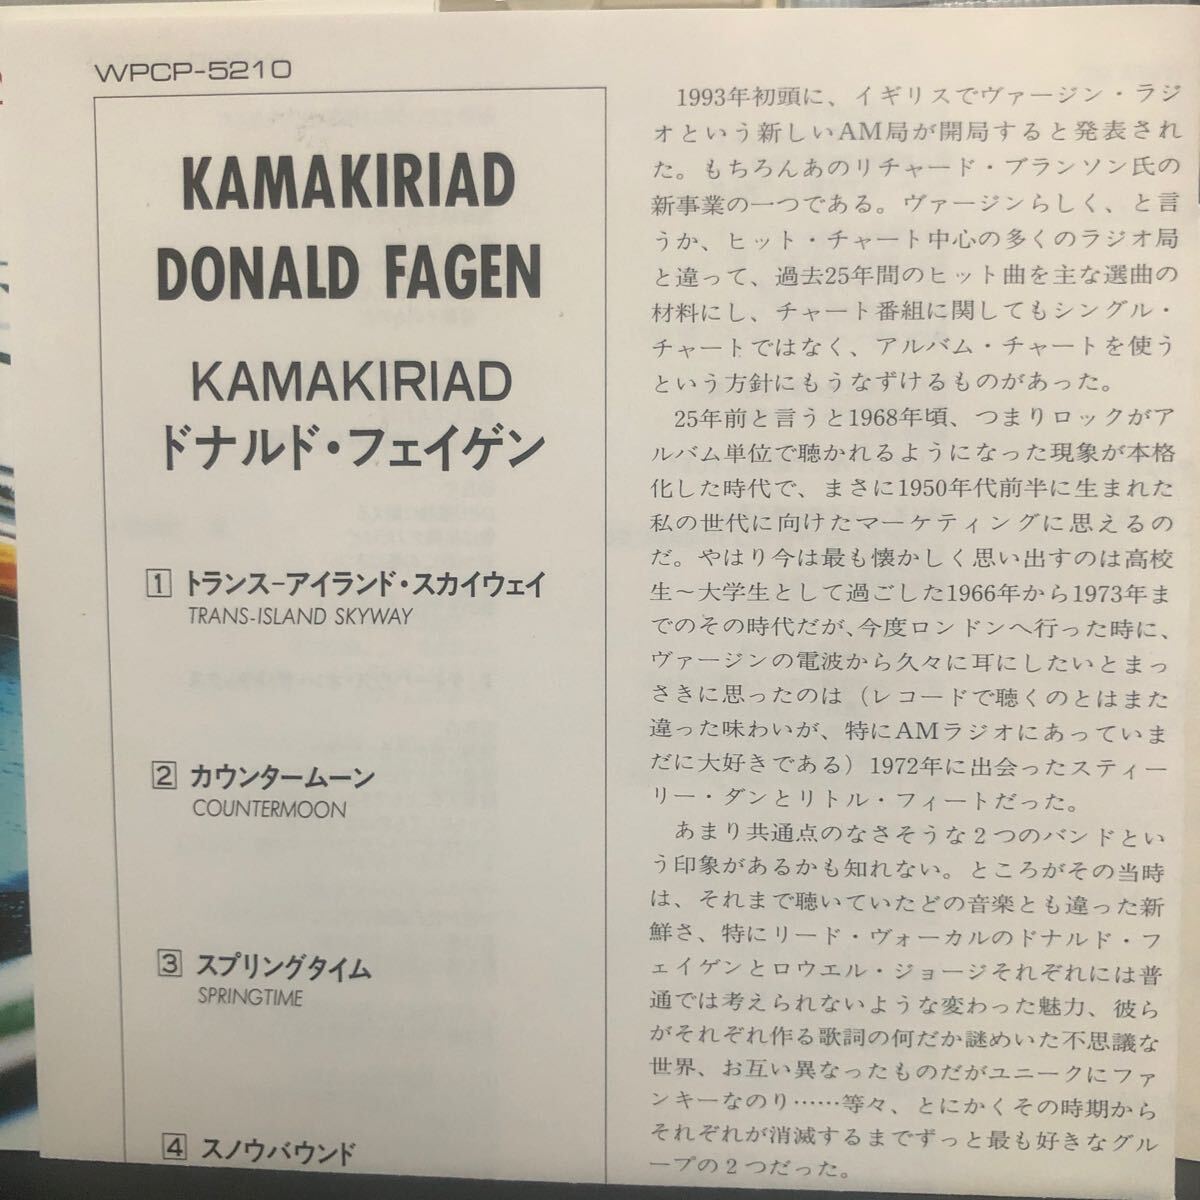 WPCP-5210
KAMAKIRIAD
DONALD FAGEN
KAMAKIRIAD
ドナルド・フェイゲン
1 トランス−アイランド・スカイウェイ
TRANS-ISLAND SKYWAY
2 カウンタームーン
COUNTERMOON
3 スプリングタイム
SPRINGTIME
4 スノウバウンド
1993年初頭に、イギリスでヴァージン・ラジ
オという新しいAM局が開局すると発表され
た。もちろんあのリチャード・ブランソン氏の
新事業の一つである。ヴァージンらしく、と言
うか、ヒット・チャート中心の多くのラジオ局
と違って、過去25年間のヒット曲を主な選曲の
材料にし、チャート番組に関してもシングル・
チャートではなく、アルバム・チャートを使う
という方針にもうなずけるものがあった。
25年前と言うと1968年頃、つまりロックがア
ルバム単位で聴かれるようになった現象が本格
化した時代で、まさに1950年代前半に生まれた
私の世代に向けたマーケティングに思えるの
だ。やはり今は最も懐かしく思い出すのは高校
生〜大学生として過ごした1966年から1973年ま
でのその時代だが、今度ロンドンへ行った時に、
ヴァージンの電波から久々に耳にしたいとまっ
さきに思ったのは（レコードで聴くのとはまた
違った味わいが、特にAMラジオにあっていま
だに大好きである）1972年に出会ったスティー
リー・ダンとリトル・フィートだった。
あまり共通点のなさそうな２つのバンドとい
う印象があるかも知れない。ところがその当時
は、それまで聴いていたどの音楽とも違った新
鮮さ、特にリード・ヴォーカルのドナルド・フ
ェイゲンとロウエル・ジョージそれぞれには普
通では考えられないような変わった魅力、彼ら
がそれぞれ作る歌詞の何だか謎めいた不思議な
世界、お互い異なったものだがユニークにファ
ンキーなのり……等々、とにかくその時期から
それぞれが消滅するまでずっと最も好きなグル
ープの２つだった。